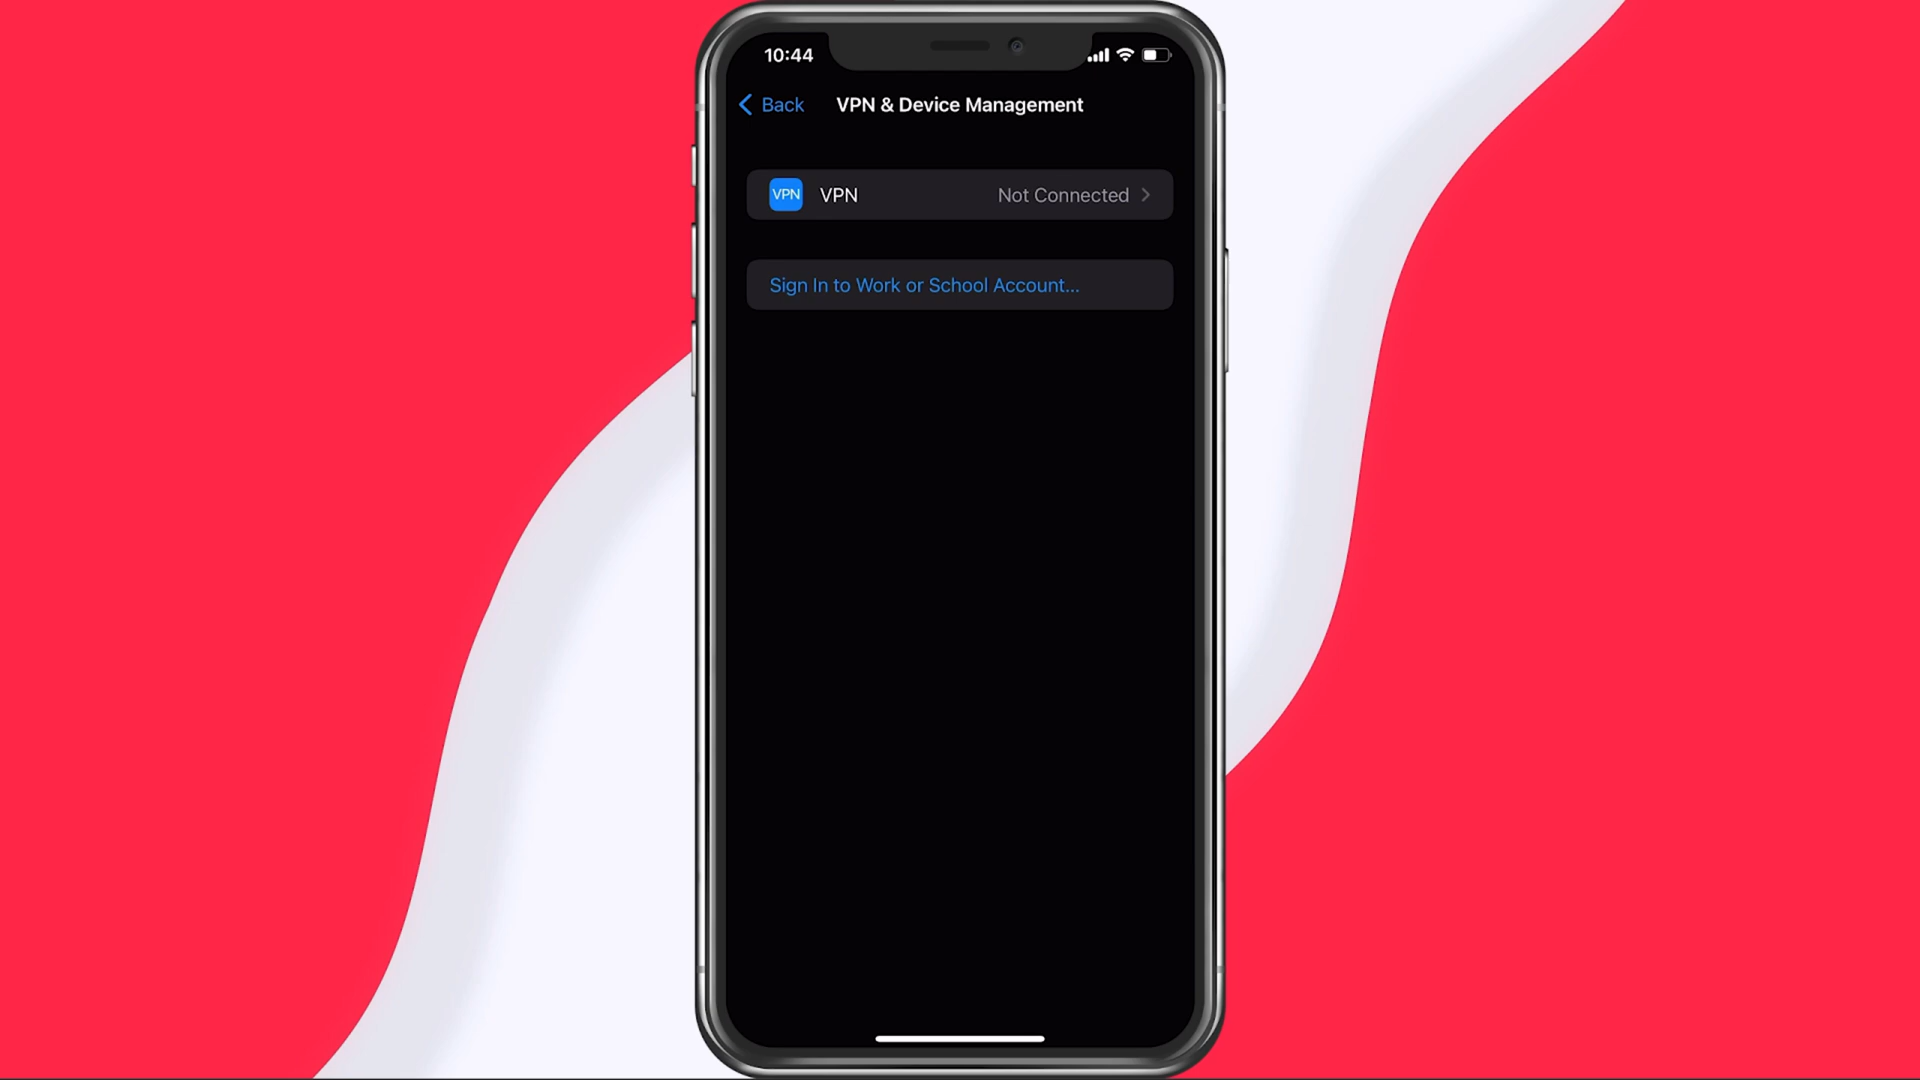 10:44
Back
VPN & Device Management
VPN
VPN
Not Connected
Sign In to Work or School Account...